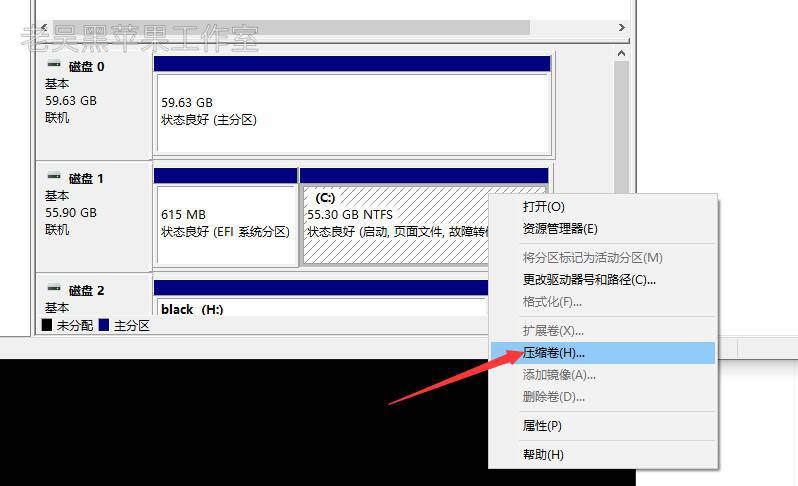 老吴黑苹果工作室
磁盘 0
基本
59.63 GB
联机
59.63 GB
状态良好 (主分区)
磁盘 1
基本
55.90 GB
联机
615 MB
状态良好 (EFI 系统分区)
(C:)
55.30 GB NTFS
状态良好 (启动, 页面文件, 故障转
磁盘 2
基本
black (H:)
未分配 主分区
打开(O)
资源管理器(E)
将分区标记为活动分区(M)
更改驱动器号和路径(C)...
格式化(F)...
扩展卷(X)...
压缩卷(H)...
添加镜像(A)...
删除卷(D)...
属性(P)
帮助(H)